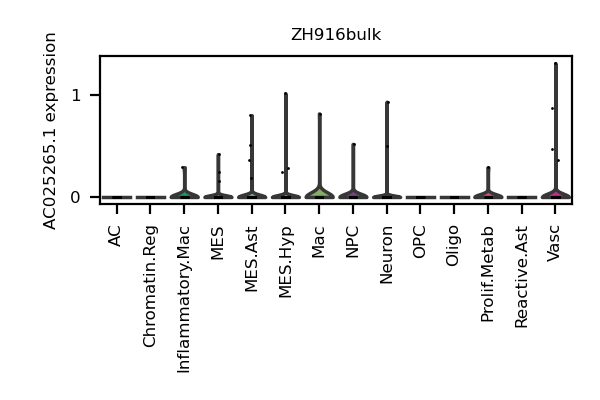 ZH916bulk
AC025265.1 expression
1
0
AC
Chromatin.Reg
Inflammatory.Mac
MES
MES.Ast
MES.Hyp
Mac
NPC
Neuron
OPC
Oligo
Prolif.Metab
Reactive.Ast
Vasc